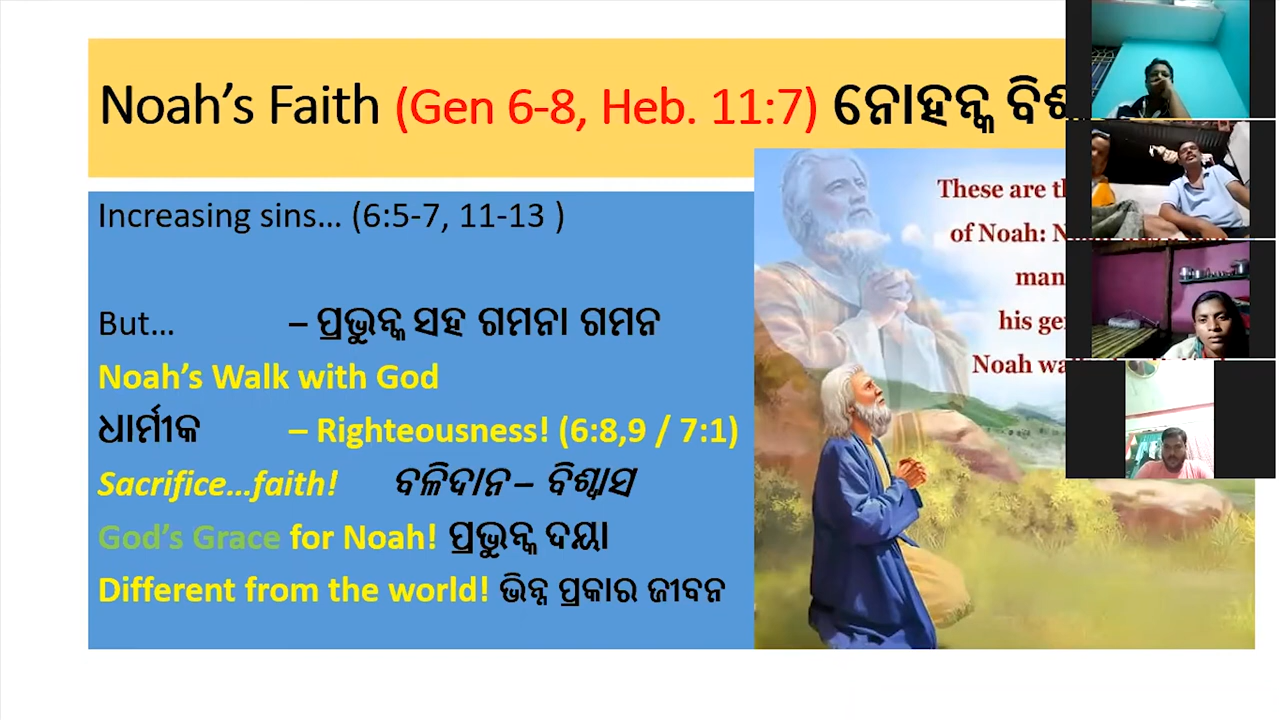 Noah's Faith (Gen 6-8, Heb. 11:7) ନୋହଙ୍କ
Increasing sins... (6:5-7, 11-13 )
But... – ପ୍ରଭୁଙ୍କ ସହ ଗମନା ଗମନ
Noah's Walk with God
ଧାର୍ମୀକ – Righteousness! (6:8,9 / 7:1)
Sacrifice...faith! ବଳିଦାନ – ବିଶ୍ୱାସ
God's Grace for Noah! ପ୍ରଭୁଙ୍କ ଦୟା
Different from the world! ଭିନ୍ନ ପ୍ରକାର ଜୀବନ
These are
of Noah:
man
his
Noah